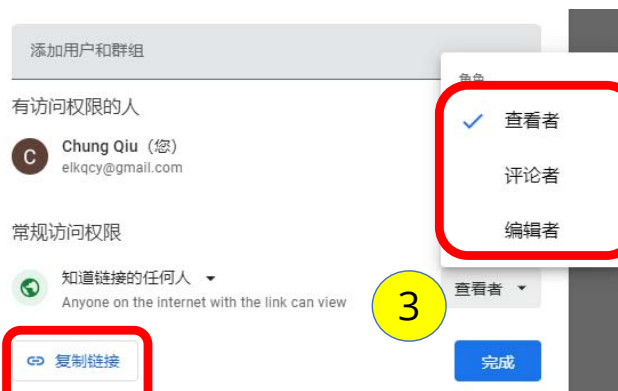 添加用户和群组
角色
有访问权限的人
查看者
C
Chung Qiu（您）
elkqcy@gmail.com
评论者
常规访问权限
编辑者
知道链接的任何人
Anyone on the internet with the link can view
3
查看者
复制链接
完成